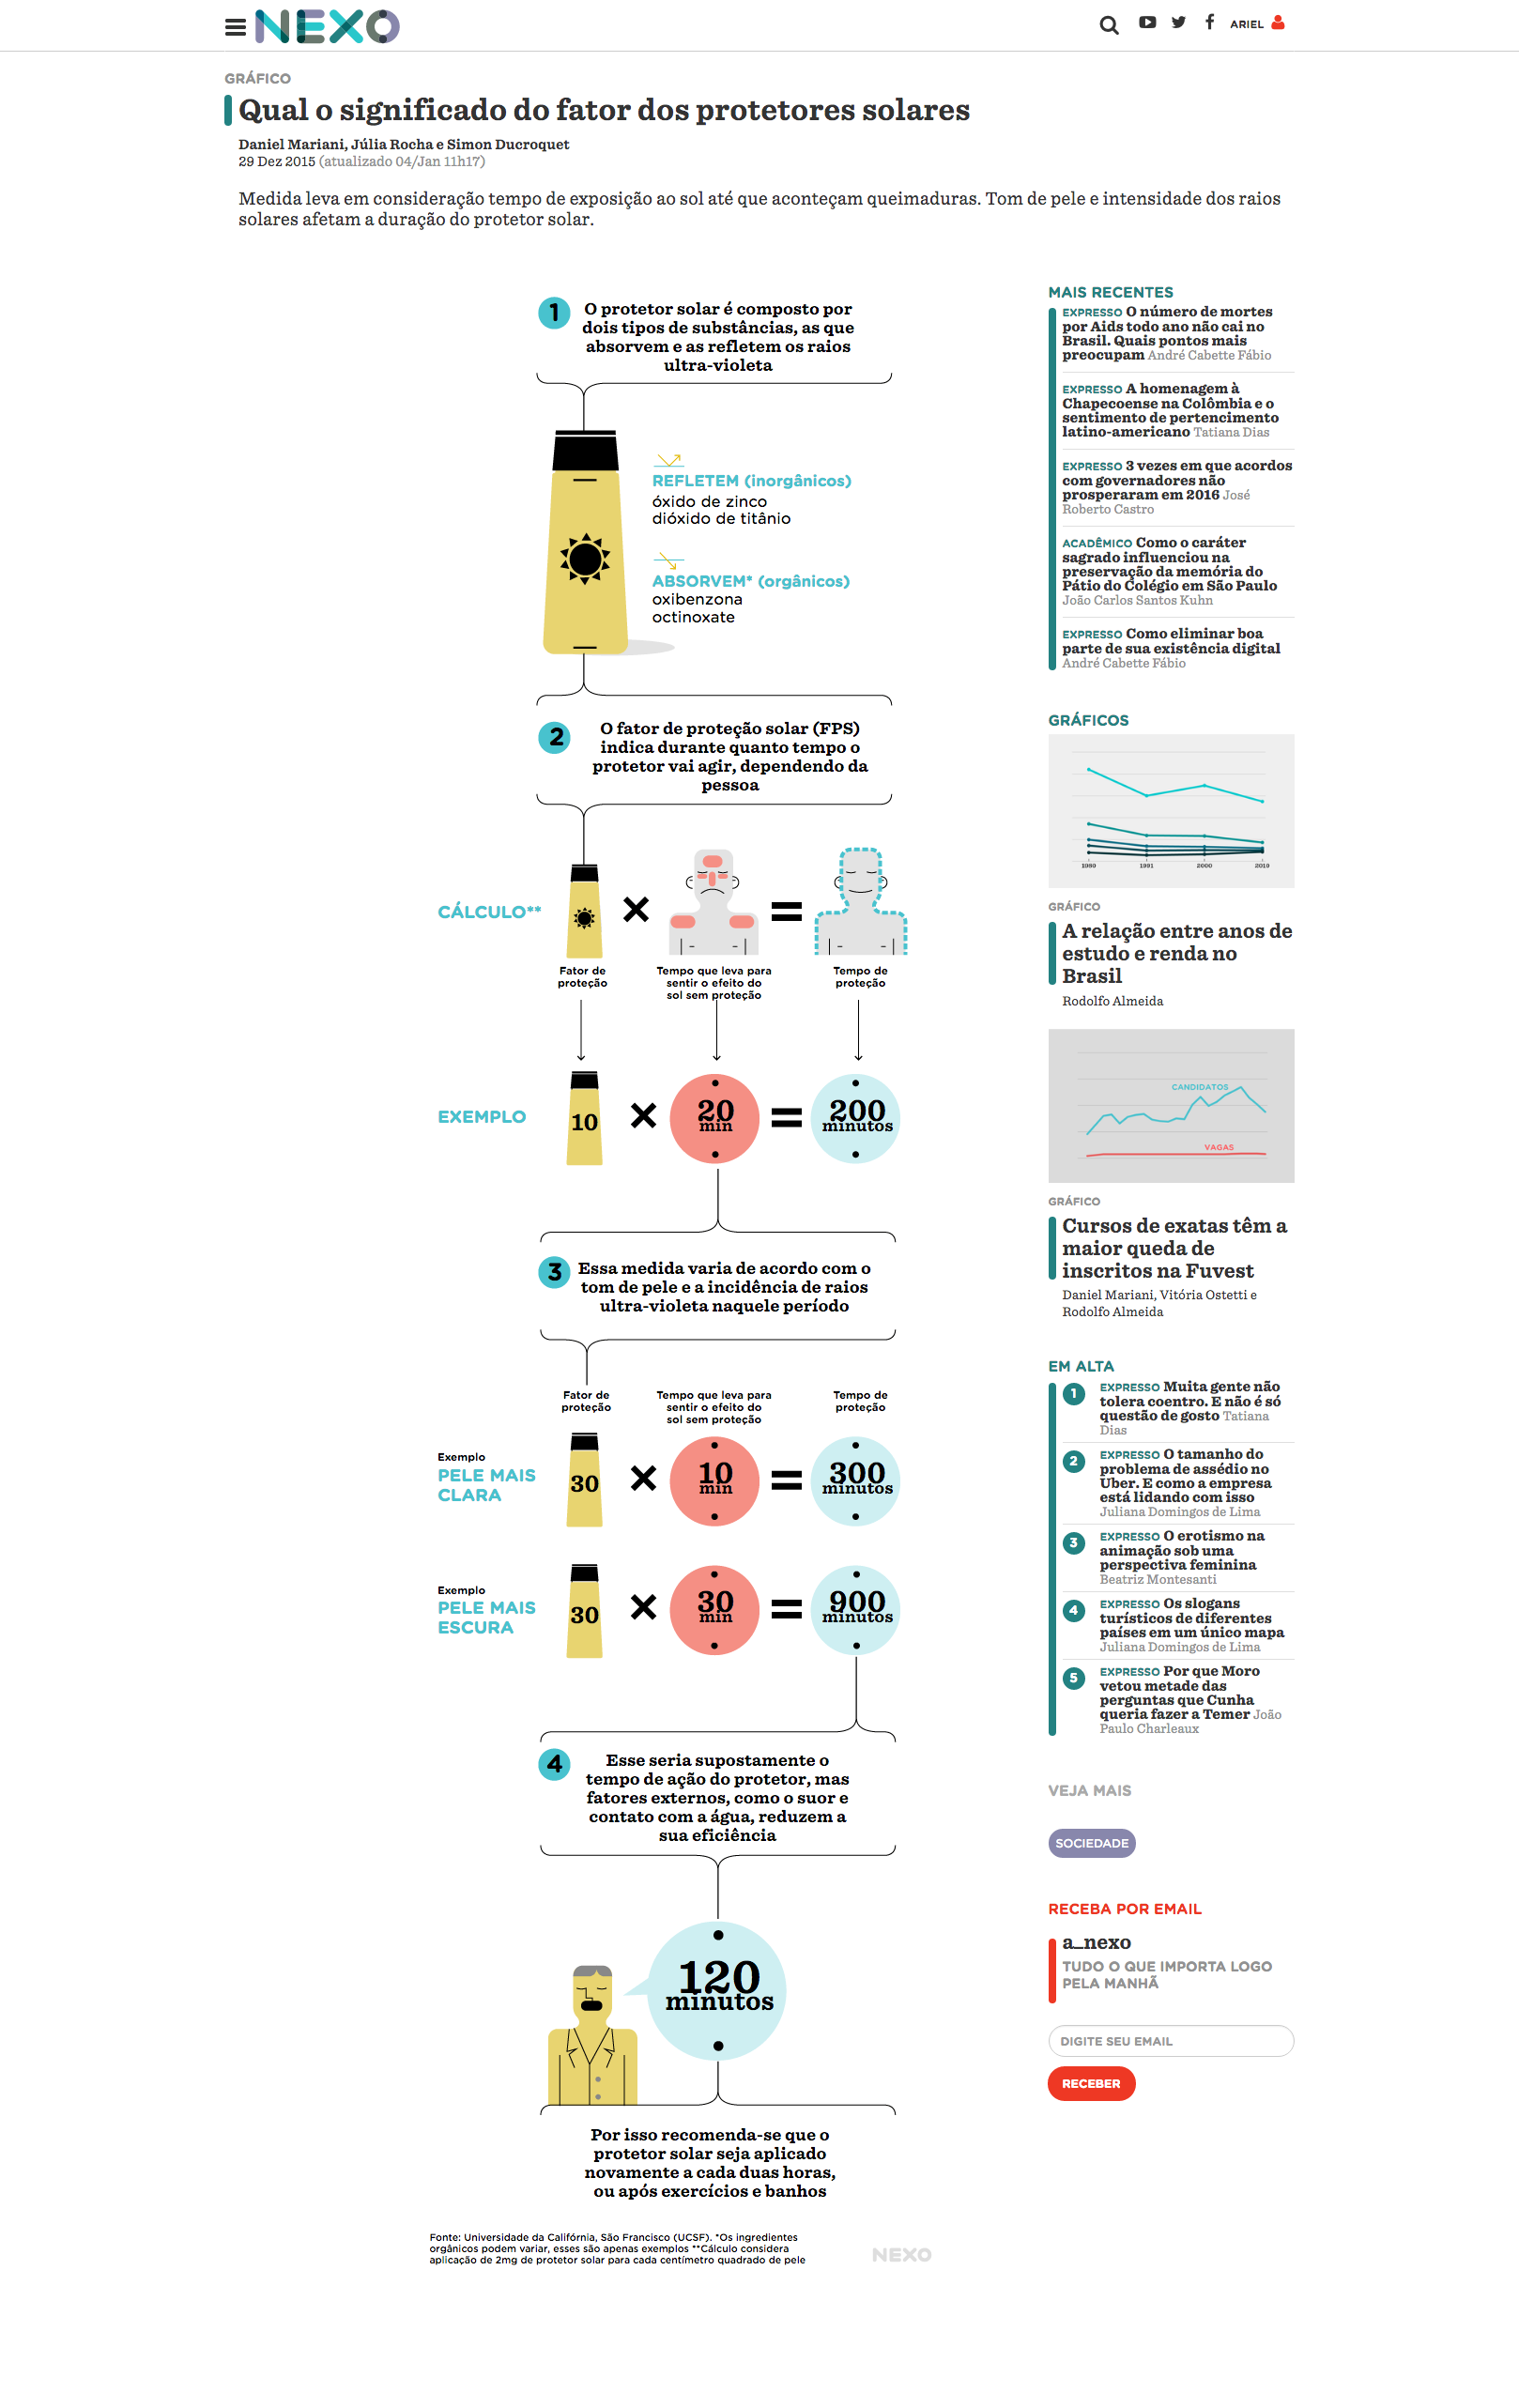 NEXO
ARIEL
GRÁFICO
Qual o significado do fator dos protetores solares
Daniel Mariani, Júlia Rocha e Simon Ducroquet
29 Dez 2015 (atualizado 04/Jan 11h17)
Medida leva em consideração tempo de exposição ao sol até que aconteçam queimaduras. Tom de pele e intensidade dos raios
solares afetam a duração do protetor solar.
1
O protetor solar é composto por
dois tipos de substâncias, as que
absorvem e as refletem os raios
ultra-violeta
REFLETEM (inorgânicos)
óxido de zinco
dióxido de titânio
ABSORVEM* (orgânicos)
oxibenzona
octinoxate
2
O fator de proteção solar (FPS)
indica durante quanto tempo o
protetor vai agir, dependendo da
pessoa
CÁLCULO**
×
=
Fator de
proteção
Tempo que leva para
sentir o efeito do
sol sem proteção
Tempo de
proteção
EXEMPLO
10
×
20
min
=
200
minutos
3
Essa medida varia de acordo com o
tom de pele e a incidência de raios
ultra-violeta naquele período
Fator de
proteção
Tempo que leva para
sentir o efeito do
sol sem proteção
Tempo de
proteção
Exemplo
PELE MAIS
CLARA
30
×
10
min
=
300
minutos
Exemplo
PELE MAIS
ESCURA
30
×
30
min
=
900
minutos
4
Esse seria supostamente o
tempo de ação do protetor, mas
fatores externos, como o suor e
contato com a água, reduzem a
sua eficiência
120
minutos
Por isso recomenda-se que o
protetor solar seja aplicado
novamente a cada duas horas,
ou após exercícios e banhos
Fonte: Universidade da Califórnia, São Francisco (UCSF). *Os ingredientes
orgânicos podem variar, esses são apenas exemplos **Cálculo considera
aplicação de 2mg de protetor solar para cada centímetro quadrado de pele
NEXO
MAIS RECENTES
EXPRESSO O número de mortes
por Aids todo ano não cai no
Brasil. Quais pontos mais
preocupam André Cabette Fábio
EXPRESSO A homenagem à
Chapecoense na Colômbia e o
sentimento de pertencimento
latino-americano Tatiana Dias
EXPRESSO 3 vezes em que acordos
com governadores não
prosperaram em 2016 José
Roberto Castro
ACADÊMICO Como o caráter
sagrado influenciou na
preservação da memória do
Pátio do Colégio em São Paulo
João Carlos Santos Kuhn
EXPRESSO Como eliminar boa
parte de sua existência digital
André Cabette Fábio
GRÁFICOS
1980 1991 2000 2010
GRÁFICO
A relação entre anos de
estudo e renda no
Brasil
Rodolfo Almeida
CANDIDATOS
VAGAS
GRÁFICO
Cursos de exatas têm a
maior queda de
inscritos na Fuvest
Daniel Mariani, Vitória Ostetti e
Rodolfo Almeida
EM ALTA
1
EXPRESSO Muita gente não
tolera coentro. E não é só
questão de gosto Tatiana
Dias
2
EXPRESSO O tamanho do
problema de assédio no
Uber. E como a empresa
está lidando com isso
Juliana Domingos de Lima
3
EXPRESSO O erotismo na
animação sob uma
perspectiva feminina
Beatriz Montesanti
4
EXPRESSO Os slogans
turísticos de diferentes
países em um único mapa
Juliana Domingos de Lima
5
EXPRESSO Por que Moro
vetou metade das
perguntas que Cunha
queria fazer a Temer João
Paulo Charleaux
VEJA MAIS
SOCIEDADE
RECEBA POR EMAIL
a_nexo
TUDO O QUE IMPORTA LOGO
PELA MANHÃ
DIGITE SEU EMAIL
RECEBER